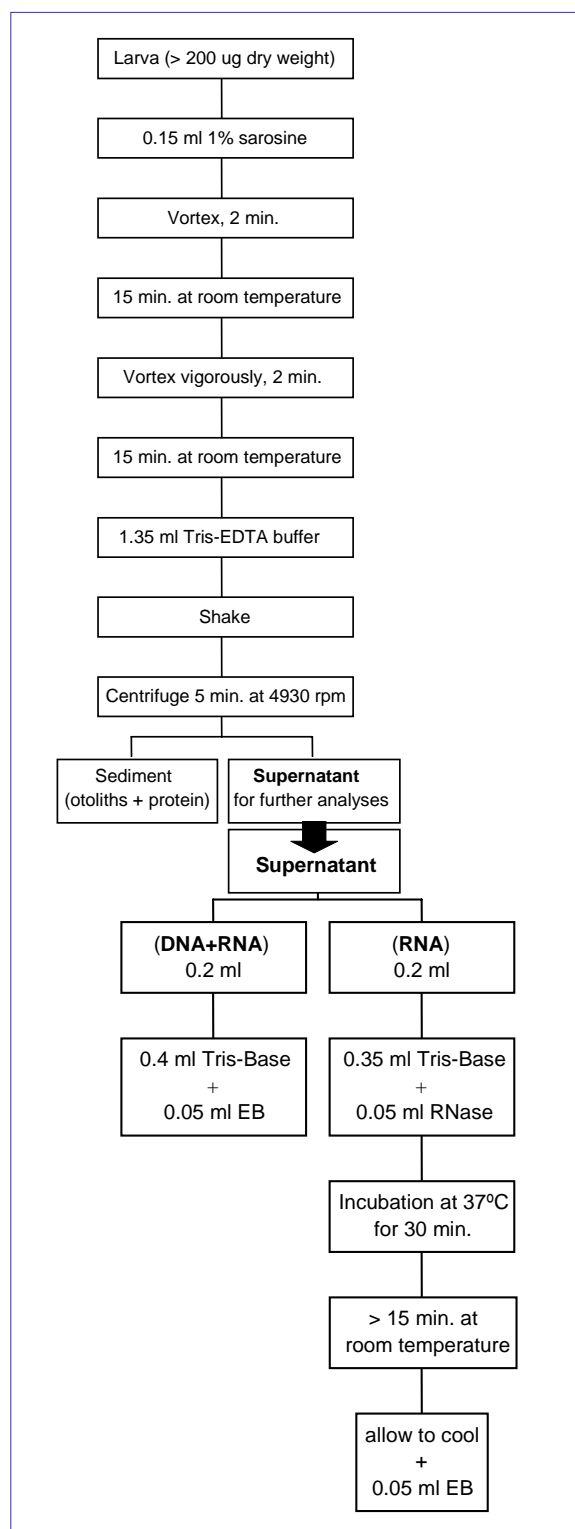 Larva (> 200 ug dry weight)
0.15 ml 1% sarosine
Vortex, 2 min.
15 min. at room temperature
Vortex vigorously, 2 min.
15 min. at room temperature
1.35 ml Tris-EDTA buffer
Shake
Centrifuge 5 min. at 4930 rpm
Sediment
(otoliths + protein)
Supernatant
for further analyses
Supernatant
(DNA+RNA)
0.2 ml
(RNA)
0.2 ml
0.4 ml Tris-Base
+
0.05 ml EB
0.35 ml Tris-Base
+
0.05 ml RNase
Incubation at 37ºC
for 30 min.
> 15 min. at
room temperature
allow to cool
+
0.05 ml EB